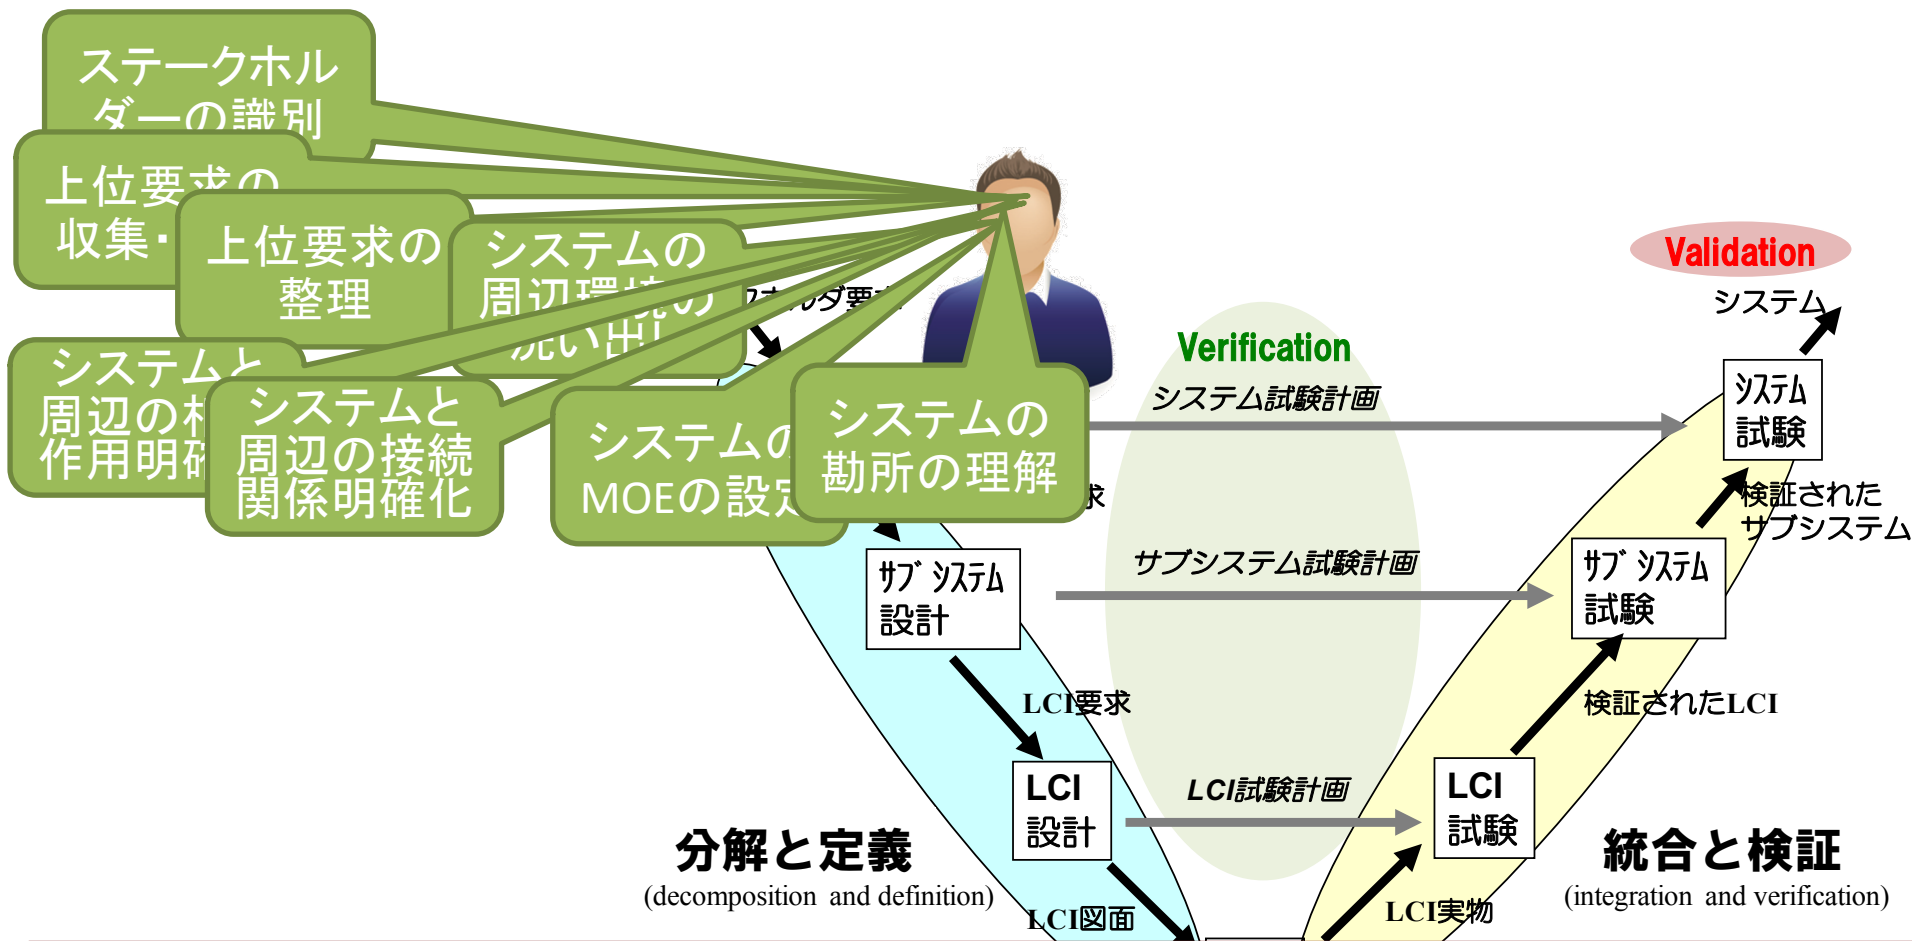 ステークホル
ダーの識別
上位要求の
収集・
上位要求の
整理
システムの
周辺環境の
洗い出し
システムと
周辺の相
作用明確
システムと
周辺の接続
関係明確化
システムの
MOEの設定
システムの
勘所の理解
ホルダ要求
求
サブシステム
設計
LCI要求
LCI
設計
LCI図面
分解と定義
(decomposition and definition)
Verification
システム試験計画
サブシステム試験計画
LCI試験計画
Validation
システム
システム
試験
検証された
サブシステム
サブシステム
試験
検証されたLCI
LCI
試験
LCI実物
統合と検証
(integration and verification)